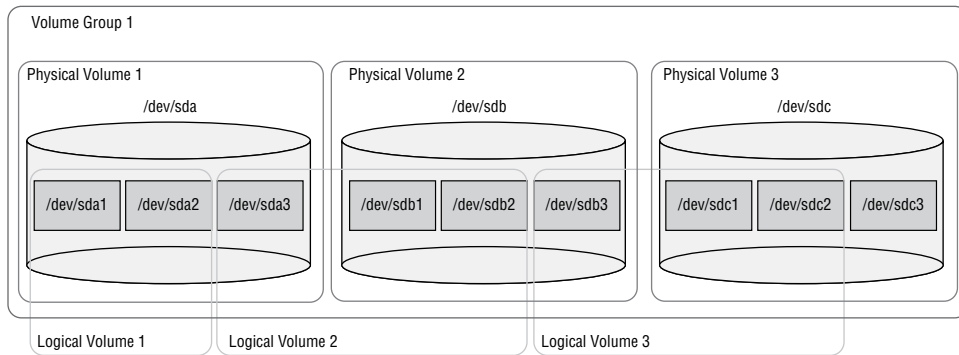 Volume Group 1
Physical Volume 1
Physical Volume 2
Physical Volume 3
/dev/sda
/dev/sdb
/dev/sdc
/dev/sda1
/dev/sda2
/dev/sda3
/dev/sdb1
/dev/sdb2
/dev/sdb3
/dev/sdc1
/dev/sdc2
/dev/sdc3
Logical Volume 1
Logical Volume 2
Logical Volume 3